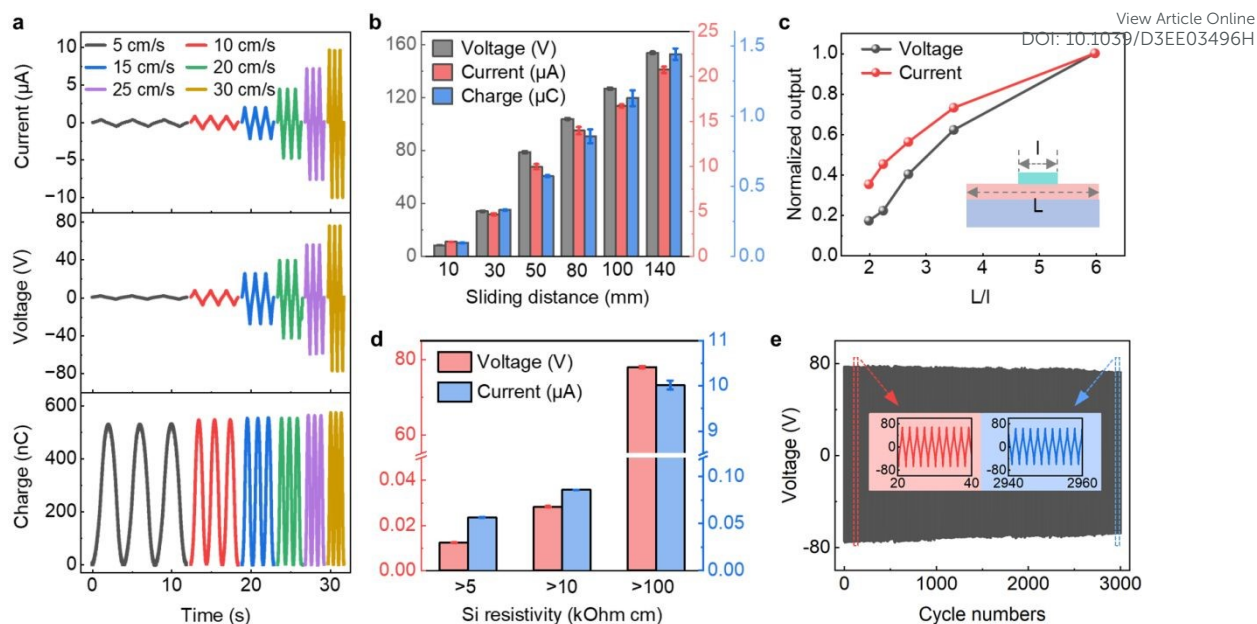 View Article Online
DOI: 10.1039/D3EE03496H
a
5 cm/s 10 cm/s
15 cm/s 20 cm/s
25 cm/s 30 cm/s
Current (µA)
10
5
0
−5
−10
Voltage (V)
80
40
0
−40
−80
Charge (nC)
600
400
200
0
0 10 20 30
Time (s)
b
Voltage (V)
Current (µA)
Charge (µC)
160
120
80
40
0
25
20
15
10
5
0
1.5
1.0
0.5
0.0
10 30 50 80 100 140
Sliding distance (mm)
c
Voltage
Current
Normalized output
1.0
0.8
0.6
0.4
0.2
0.0
l
L
2 3 4 5 6
L/l
d
Voltage (V)
Current (µA)
80
70
60
0.04
0.02
0.00
11
10
9
0.10
0.05
0.00
>5 >10 >100
Si resistivity (kOhm cm)
e
Voltage (V)
80
0
-80
80
0
-80
20 40
80
0
-80
2940 2960
0 1000 2000 3000
Cycle numbers